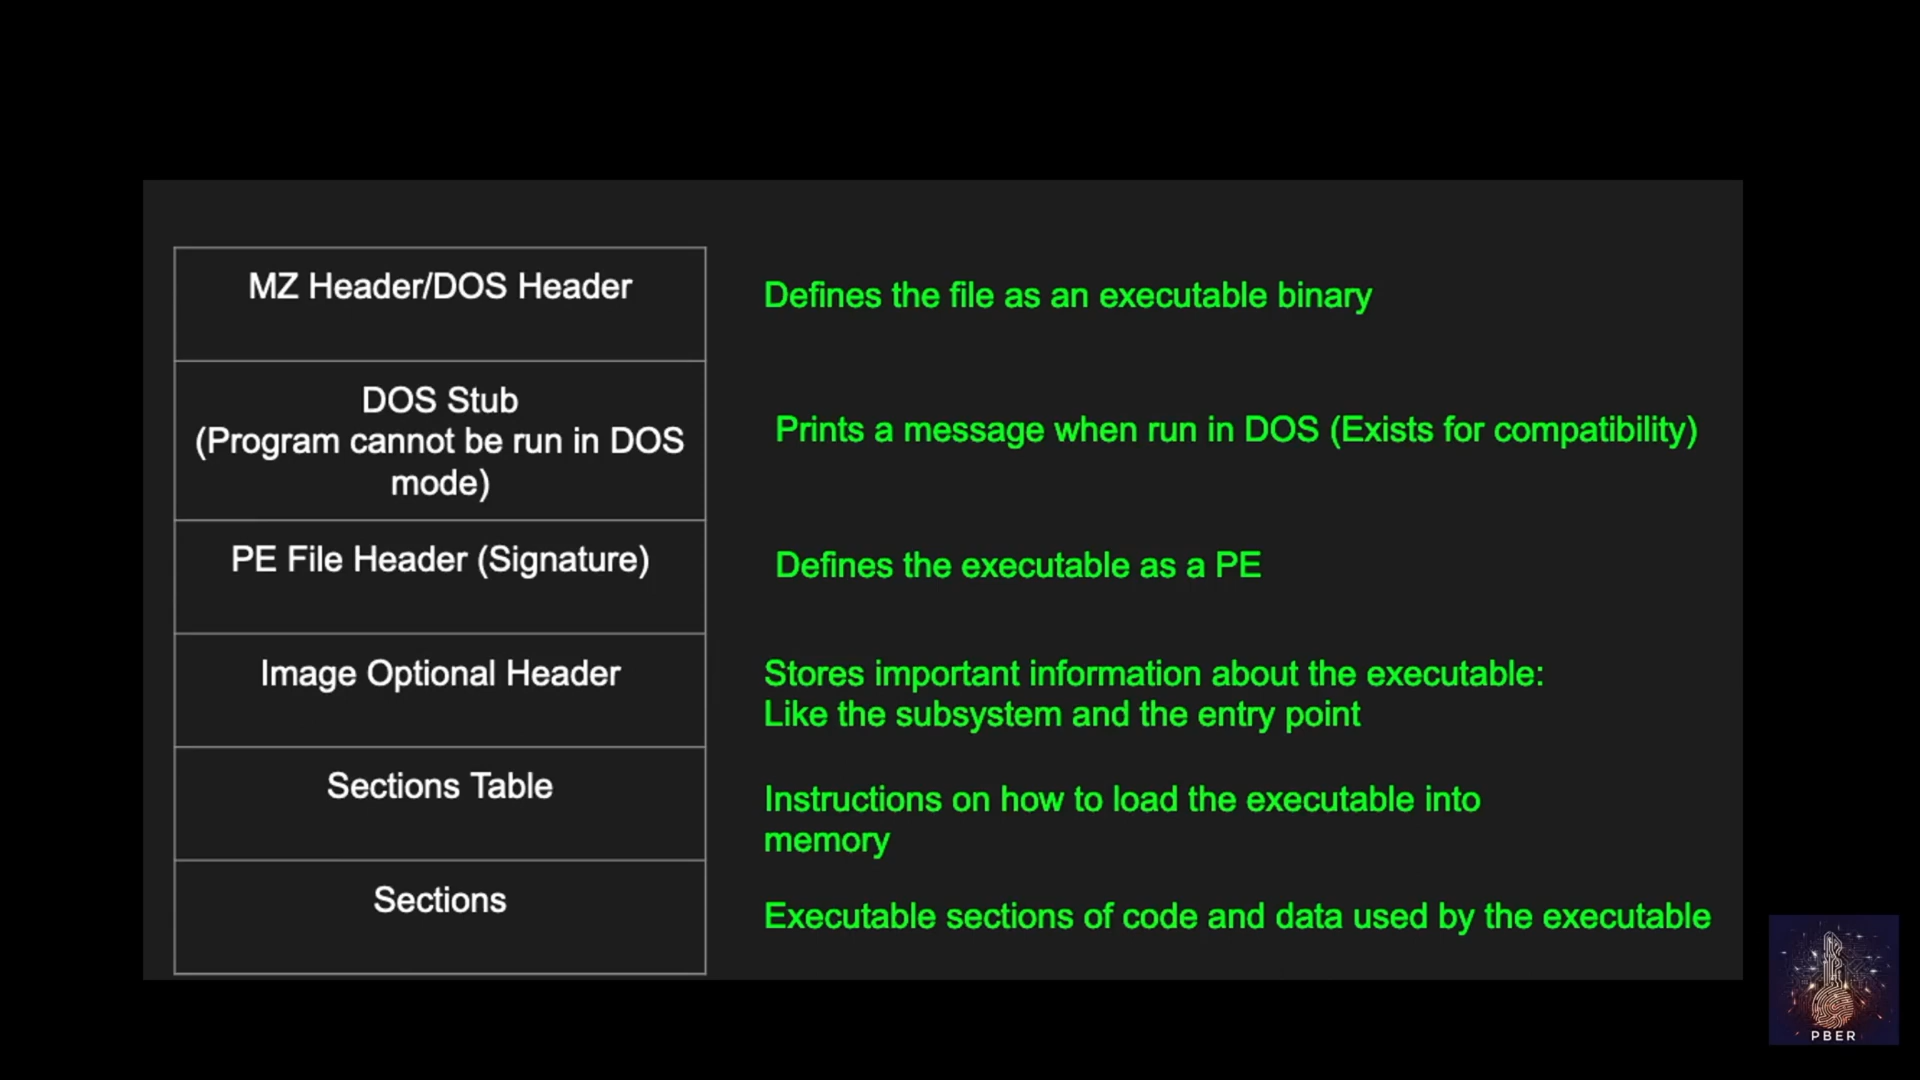 MZ Header/DOS Header
Defines the file as an executable binary
DOS Stub
(Program cannot be run in DOS
mode)
Prints a message when run in DOS (Exists for compatibility)
PE File Header (Signature)
Defines the executable as a PE
Image Optional Header
Stores important information about the executable:
Like the subsystem and the entry point
Sections Table
Instructions on how to load the executable into
memory
Sections
Executable sections of code and data used by the executable
PBER